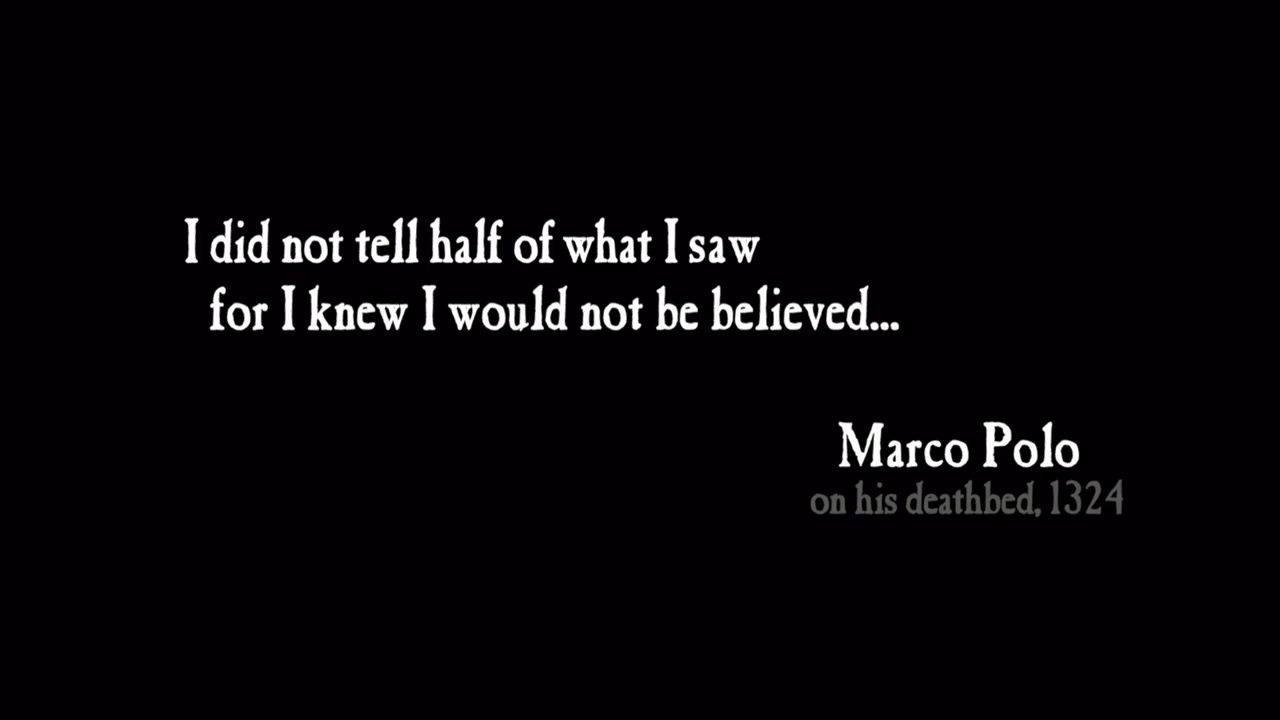 I did not tell half of what I saw
for I knew I would not be believed...
Marco Polo
on his deathbed, 1324